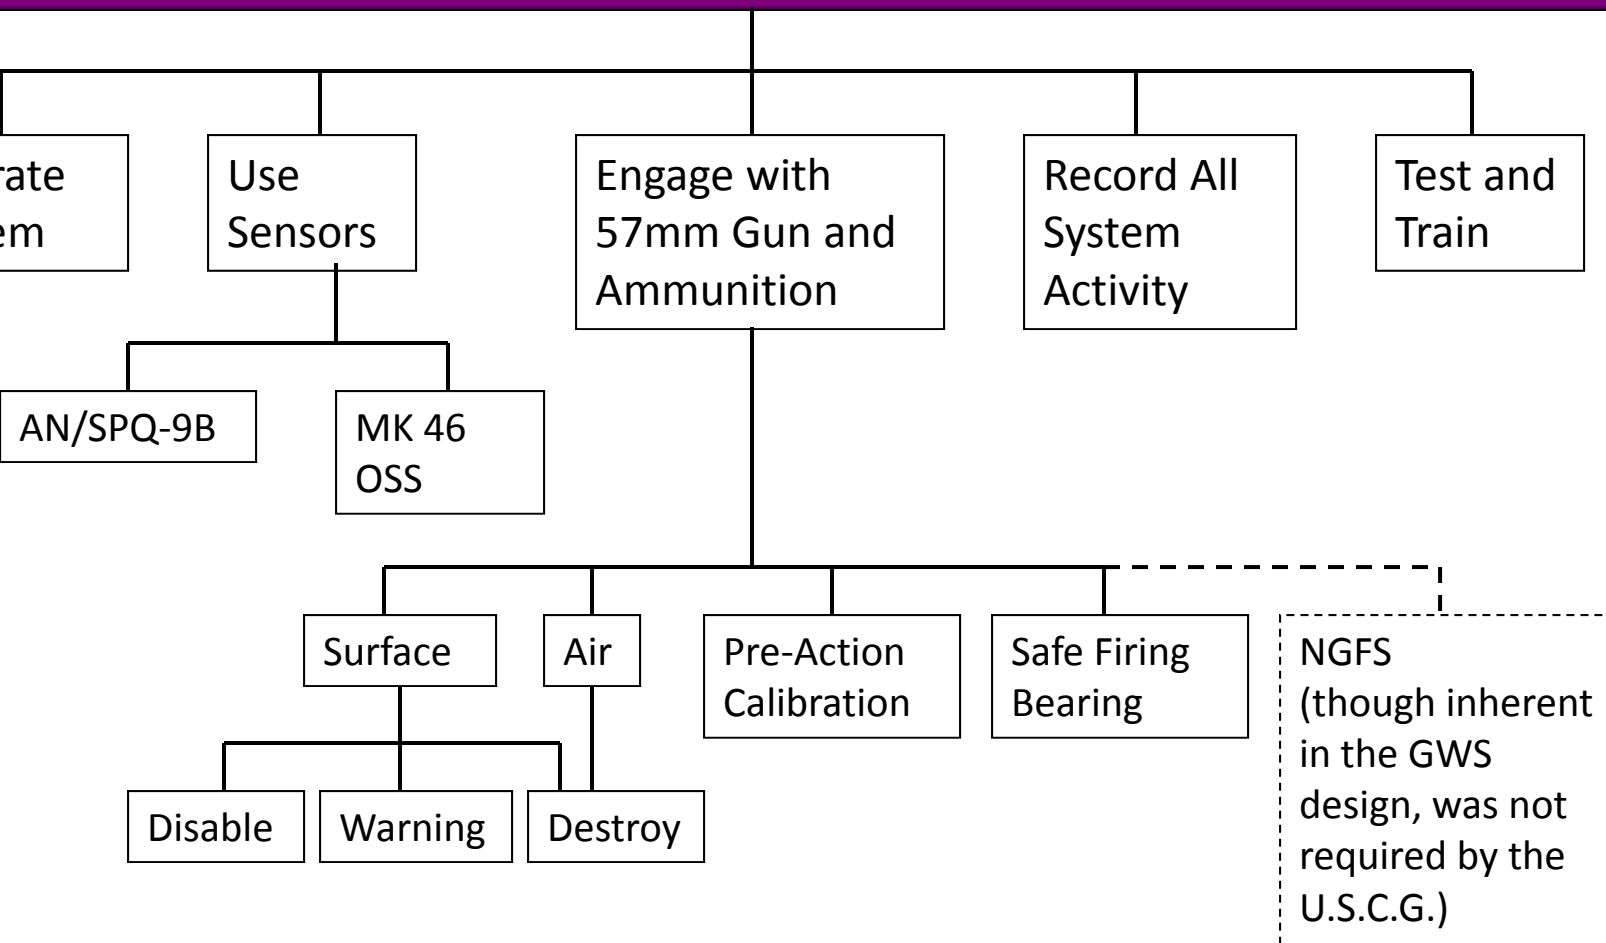 Use
Sensors
Engage with
57mm Gun and
Ammunition
Record All
System
Activity
Test and
Train
AN/SPQ-9B
MK 46
OSS
Surface
Air
Pre-Action
Calibration
Safe Firing
Bearing
NGFS
(though inherent
in the GWS
design, was not
required by the
U.S.C.G.)
Disable
Warning
Destroy